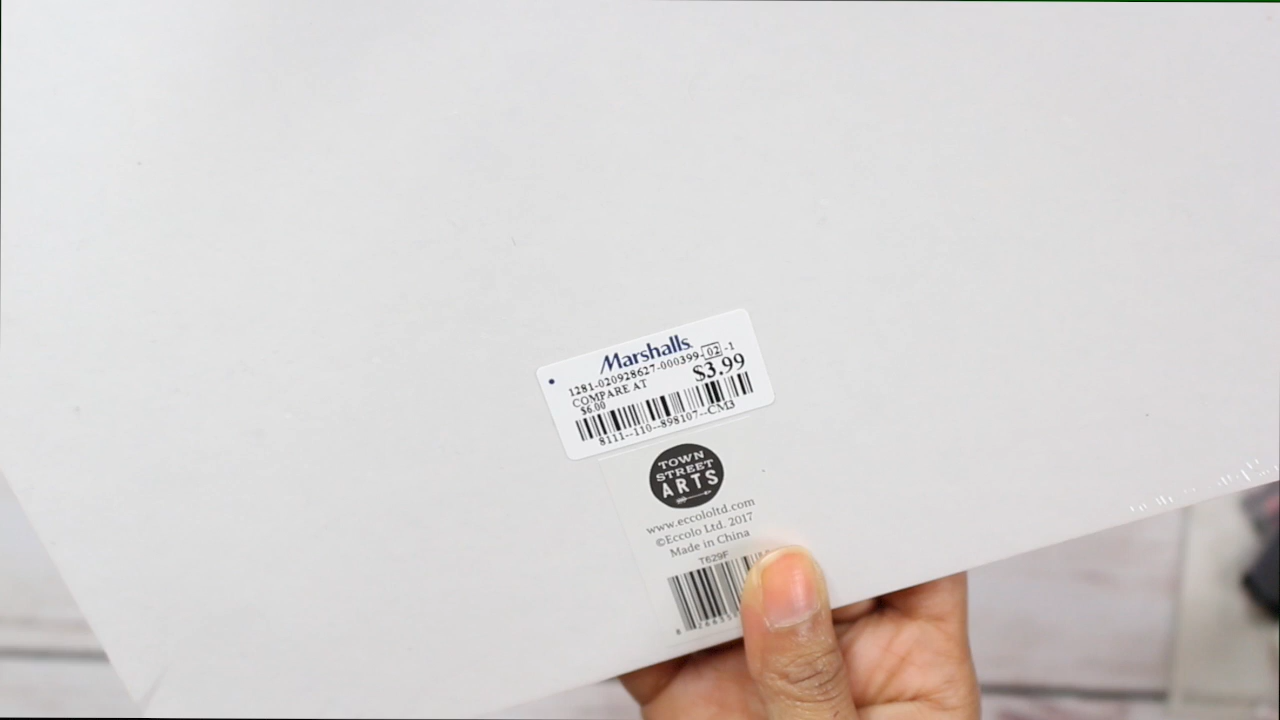 Marshalls.
1281-020928627-000399-02-1
COMPARE AT
$3.99
$6.00
8111--110--898107--CM3
TOWN
STREET
ARTS
www.eccololtd.com
©Eccolo Ltd. 2017
Made in China
T629F